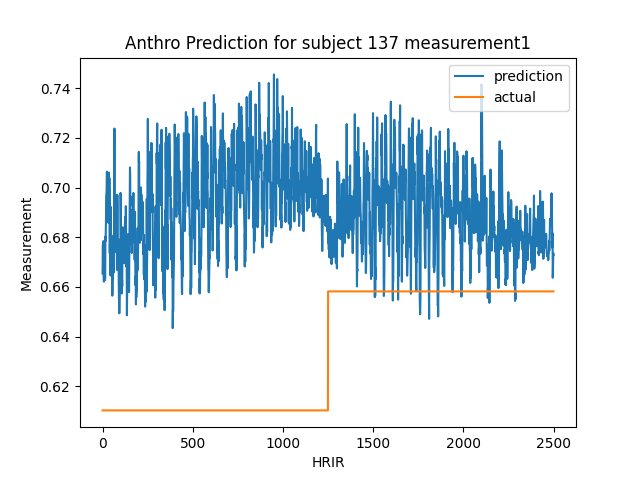 Anthro Prediction for subject 137 measurement1
prediction
actual
Measurement
0.74
0.72
0.70
0.68
0.66
0.64
0.62
0 500 1000 1500 2000 2500
HRIR